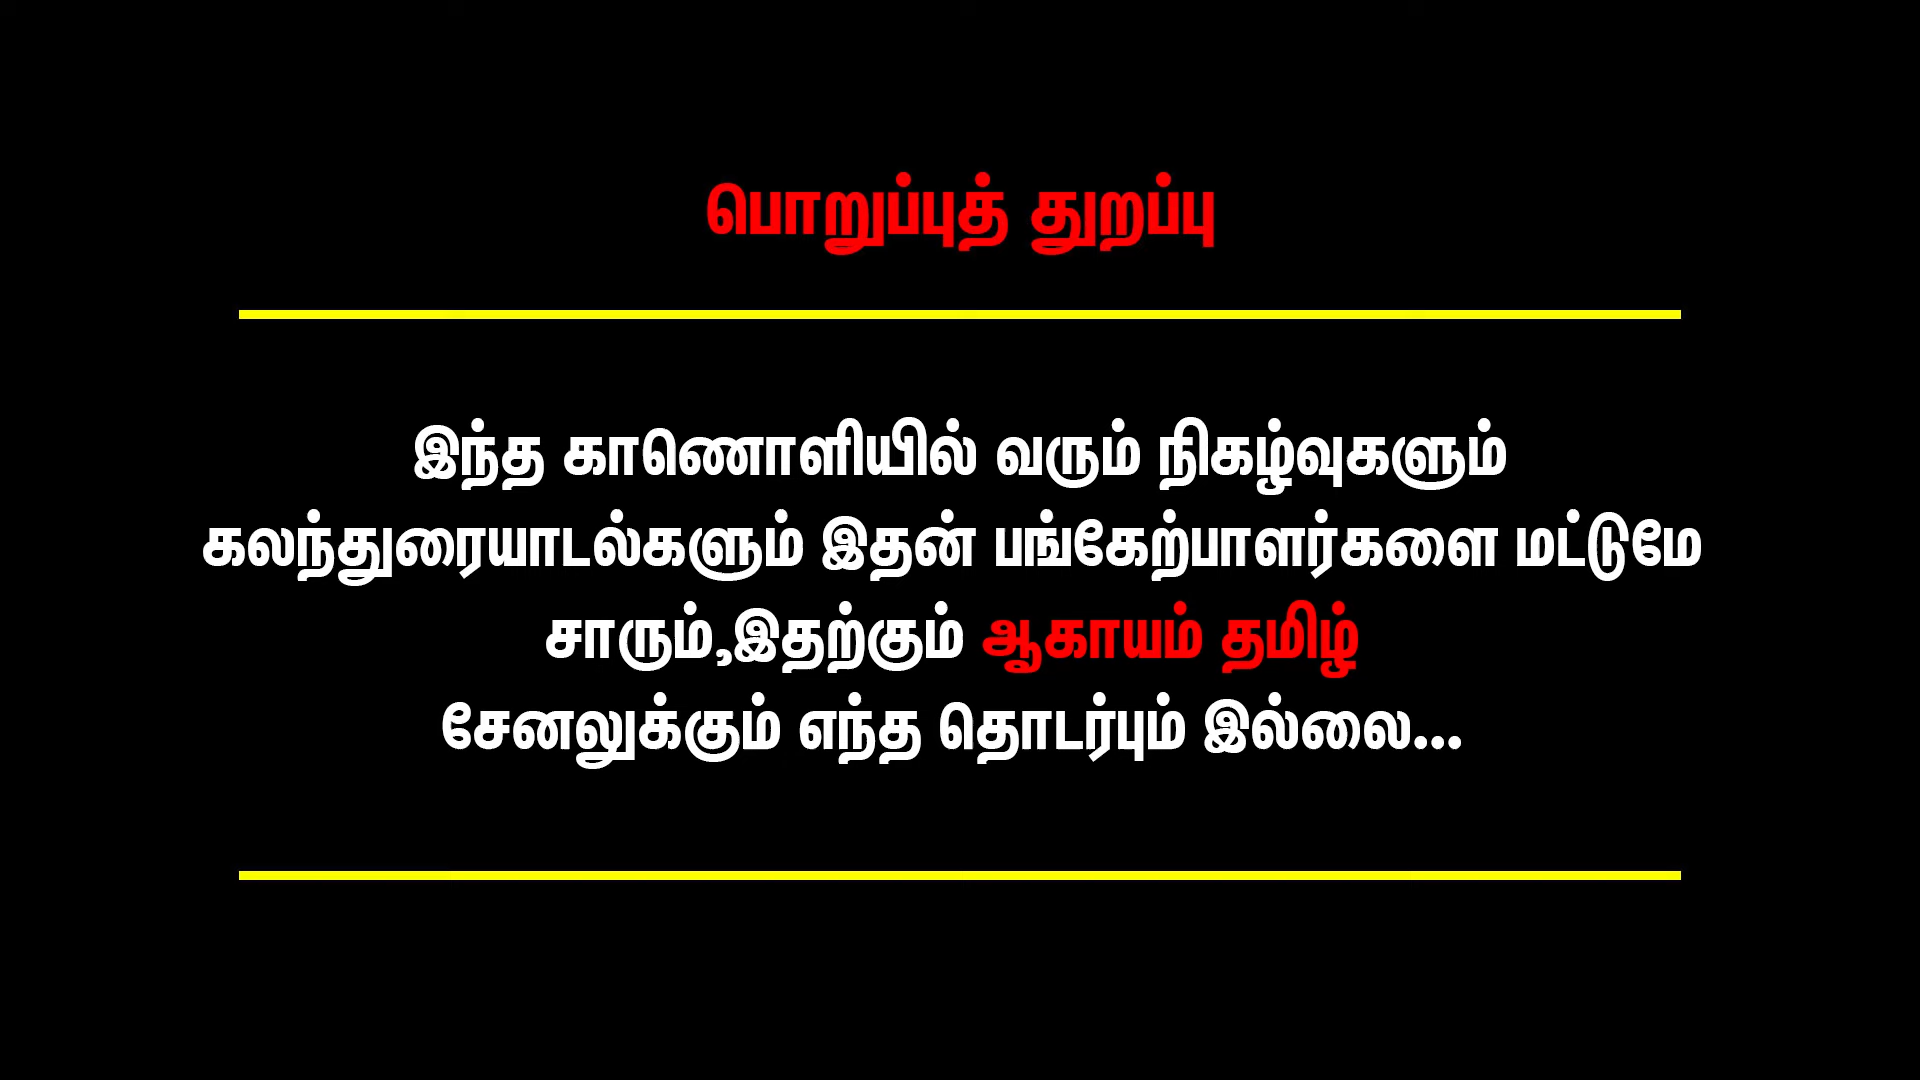 பொறுப்புத் துறப்பு
இந்த காணொளியில் வரும் நிகழ்வுகளும்
கலந்துரையாடல்களும் இதன் பங்கேற்பாளர்களை மட்டுமே
சாரும்,இதற்கும் ஆகாயம் தமிழ்
சேனலுக்கும் எந்த தொடர்பும் இல்லை...